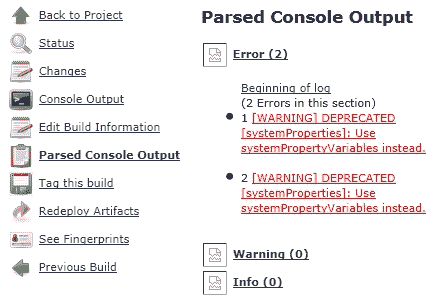 Back to Project
Status
Changes
Console Output
Edit Build Information
Parsed Console Output
Tag this build
Redeploy Artifacts
See Fingerprints
Previous Build
Parsed Console Output
Error (2)
Beginning of log
(2 Errors in this section)
1 [WARNING] DEPRECATED
[systemProperties]: Use
systemPropertyVariables instead.
2 [WARNING] DEPRECATED
[systemProperties]: Use
systemPropertyVariables instead.
Warning (0)
Info (0)